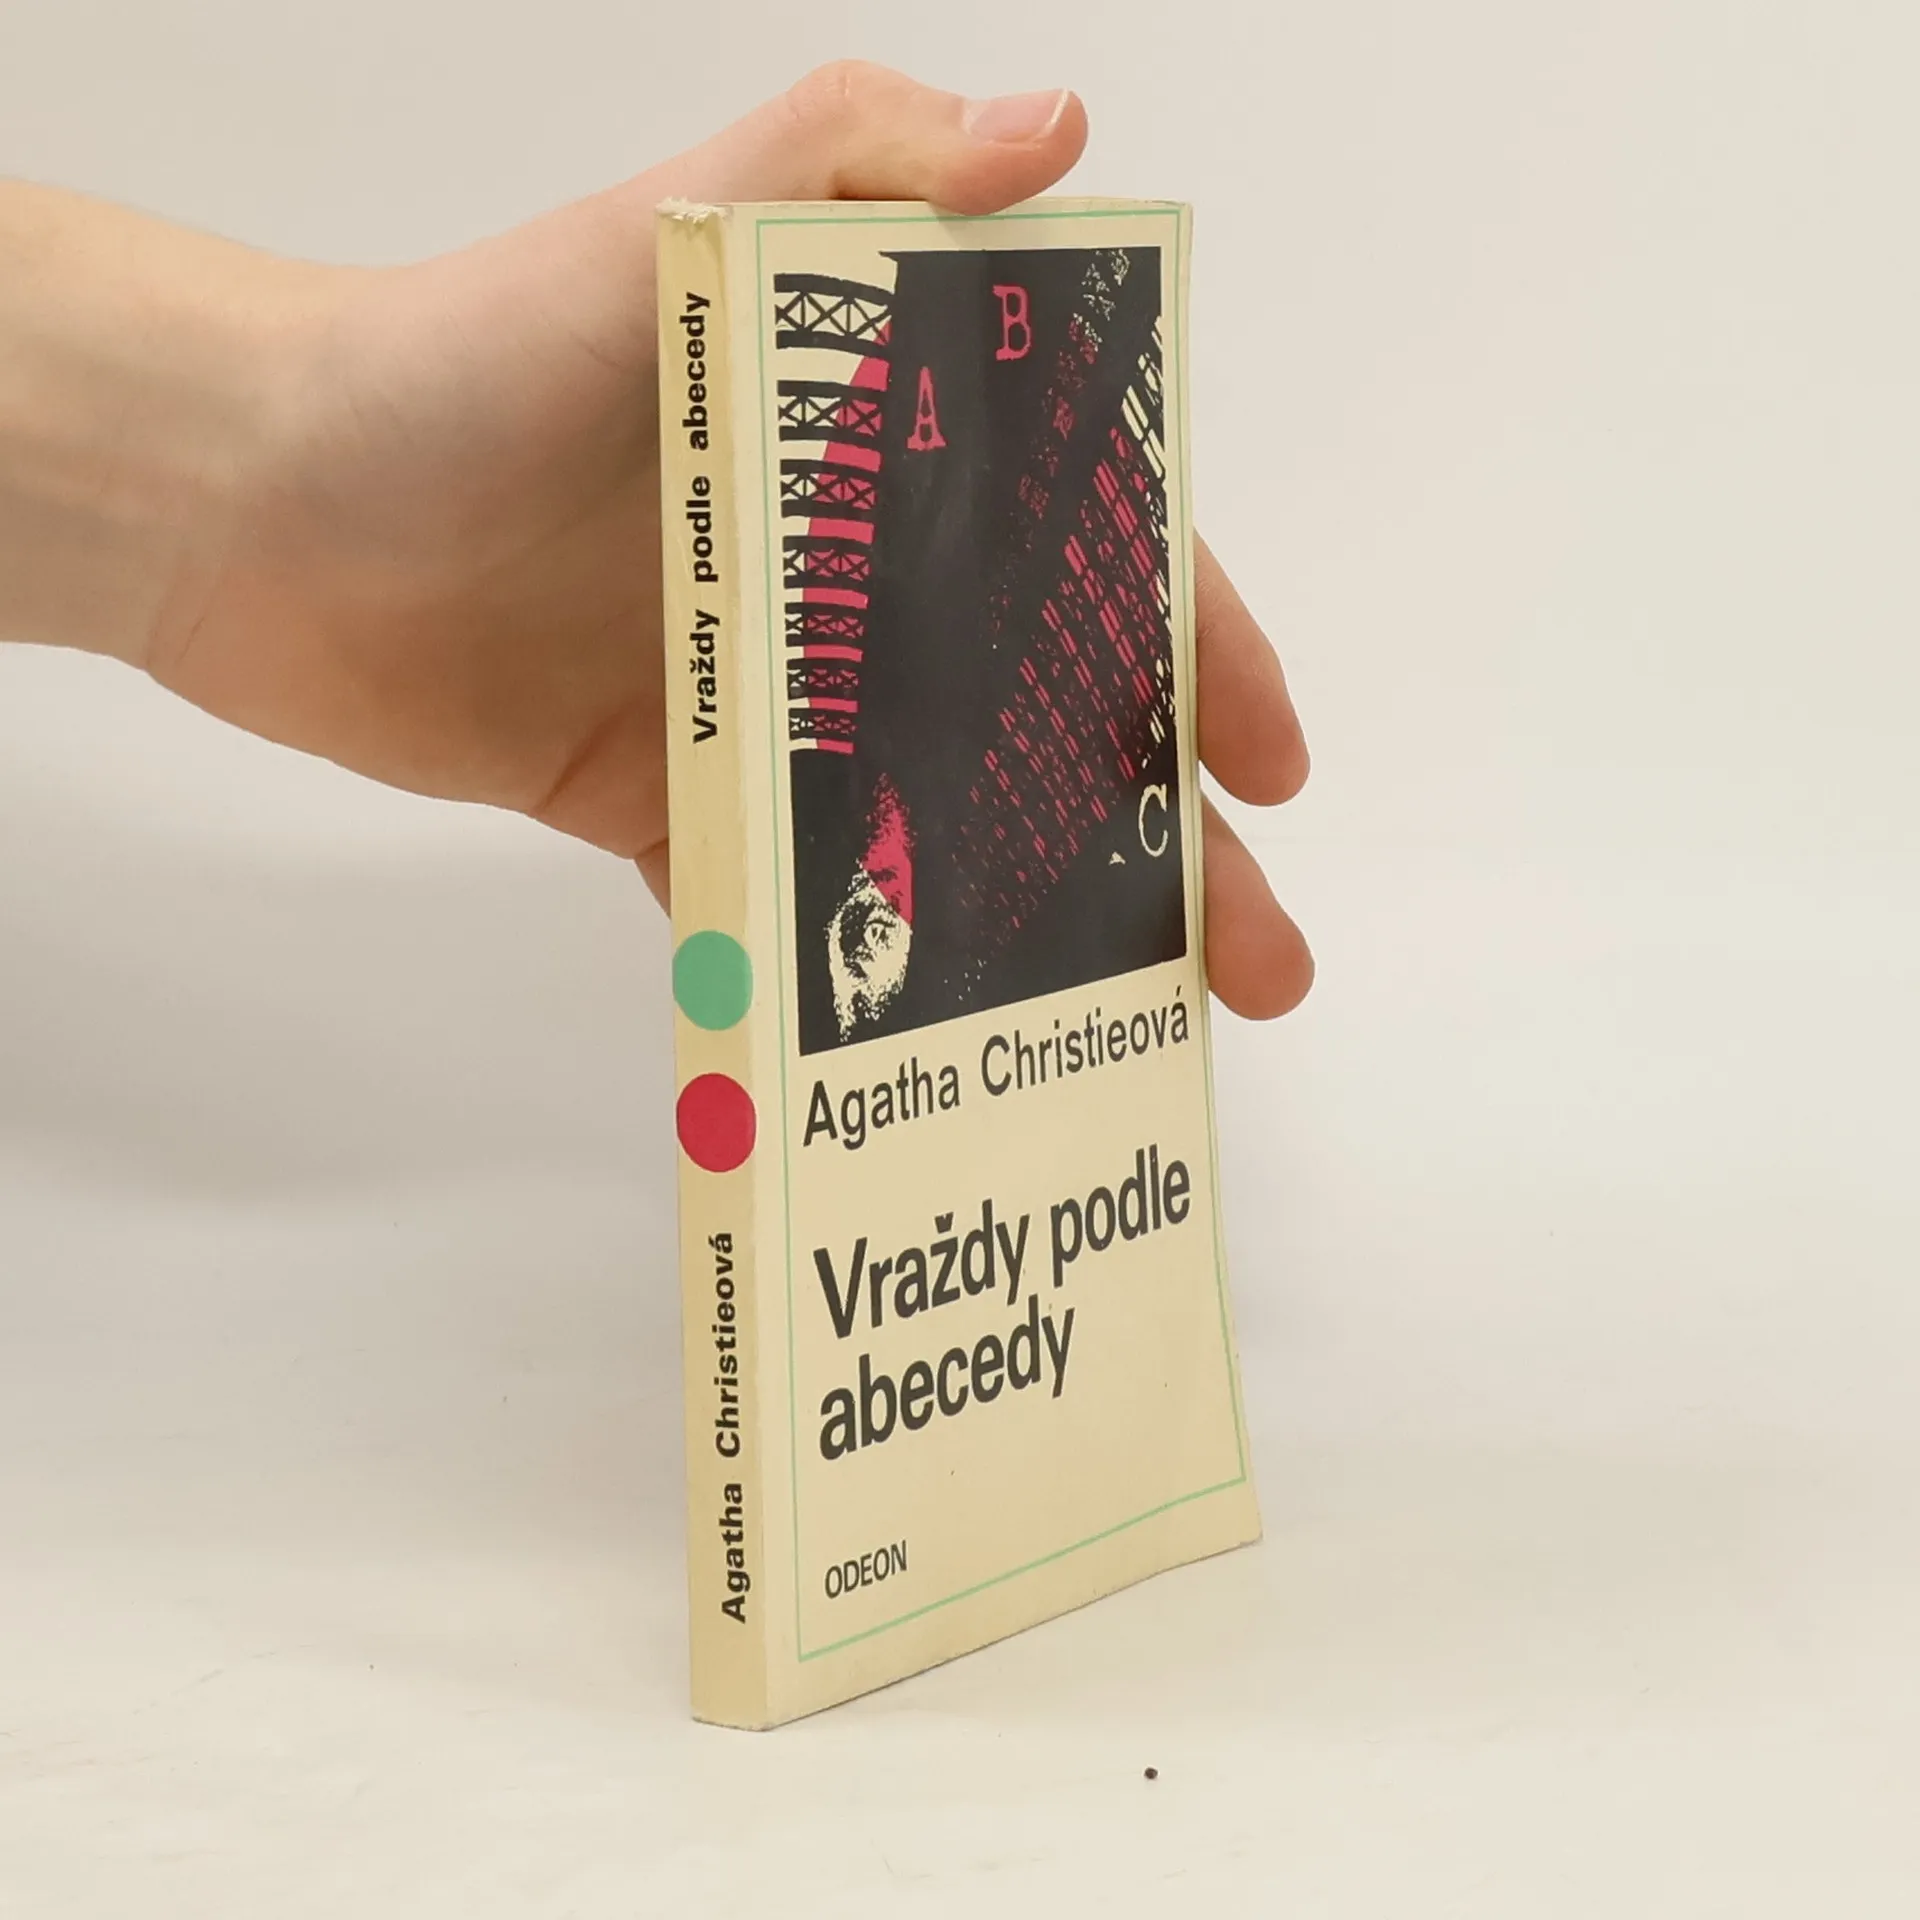 Vraždy podle abecedy
Agatha Christieová
B
A
C
Agatha Christieová
Vraždy podle
abecedy
ODEON